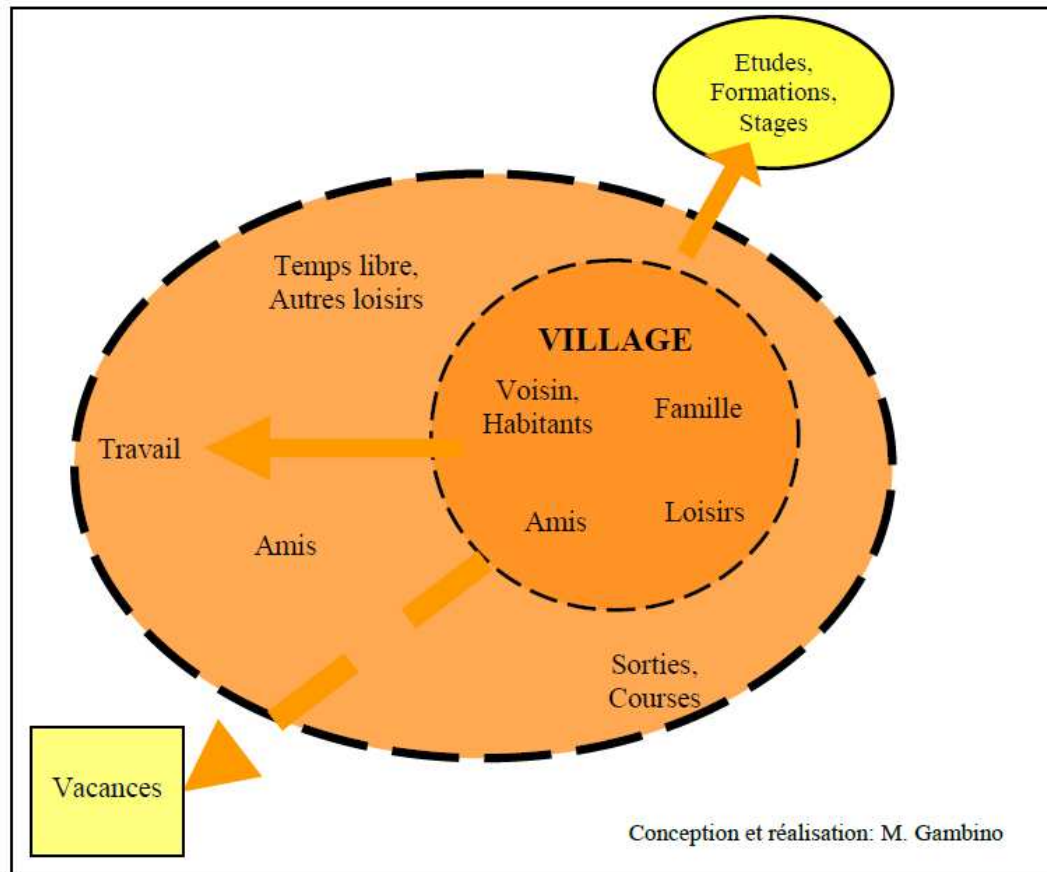 Etudes,
Formations,
Stages
Temps libre,
Autres loisirs
VILLAGE
Voisin,
Habitants
Famille
Travail
Amis
Loisirs
Amis
Sorties,
Courses
Vacances
Conception et réalisation: M. Gambino